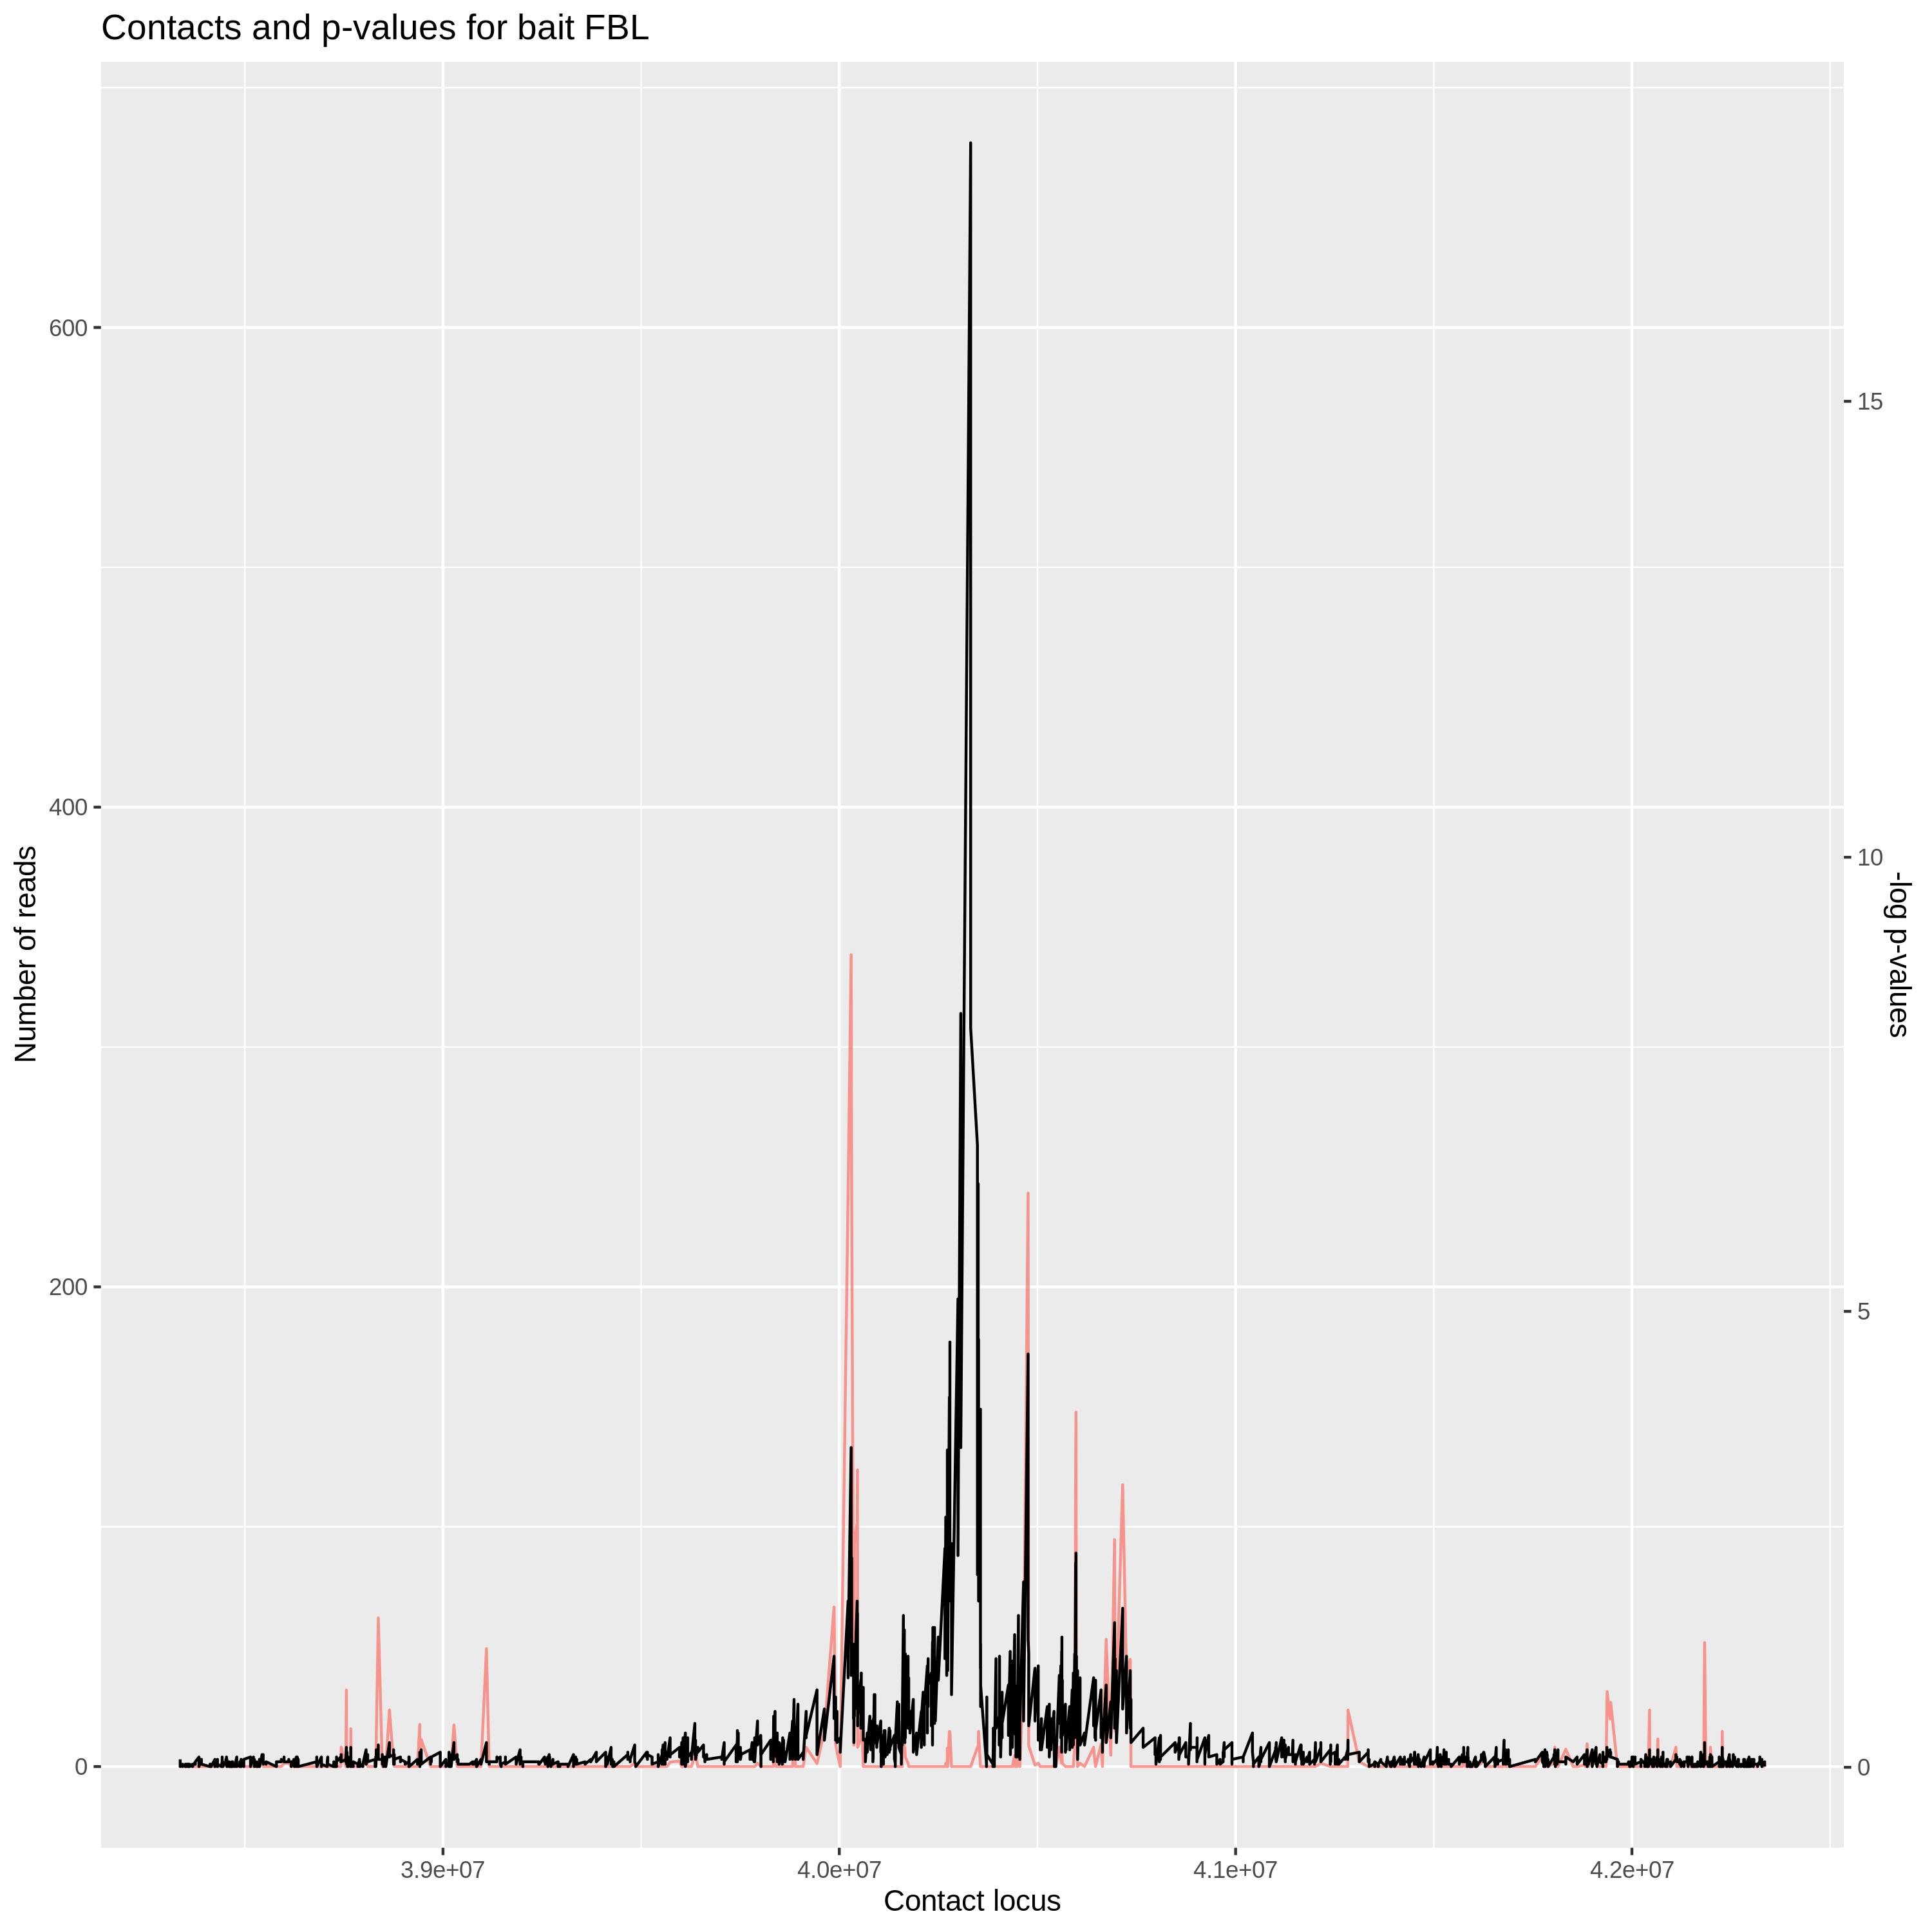 Contacts and p-values for bait FBL
600
400
200
0
Number of reads
15
10
5
0
-log p-values
3.9e+07
4.0e+07
4.1e+07
4.2e+07
Contact locus